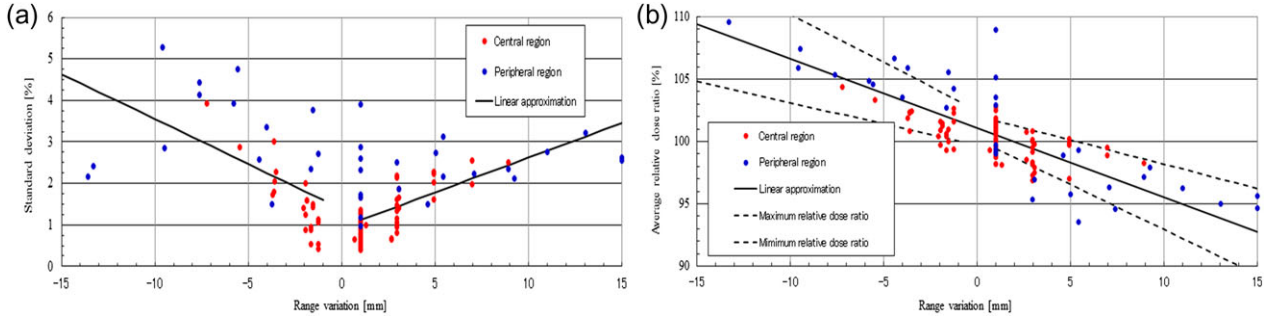 (a)
Standard deviation [%]
6
5
4
3
2
1
0
Central region
Peripheral region
Linear approximation
−15
−10
−5
0
5
10
15
Range variation [mm]
(b)
Average relative dose ratio [%]
110
105
100
95
90
Central region
Peripheral region
Linear approximation
Maximum relative dose ratio
Minimum relative dose ratio
−15
−10
−5
0
5
10
15
Range variation [mm]